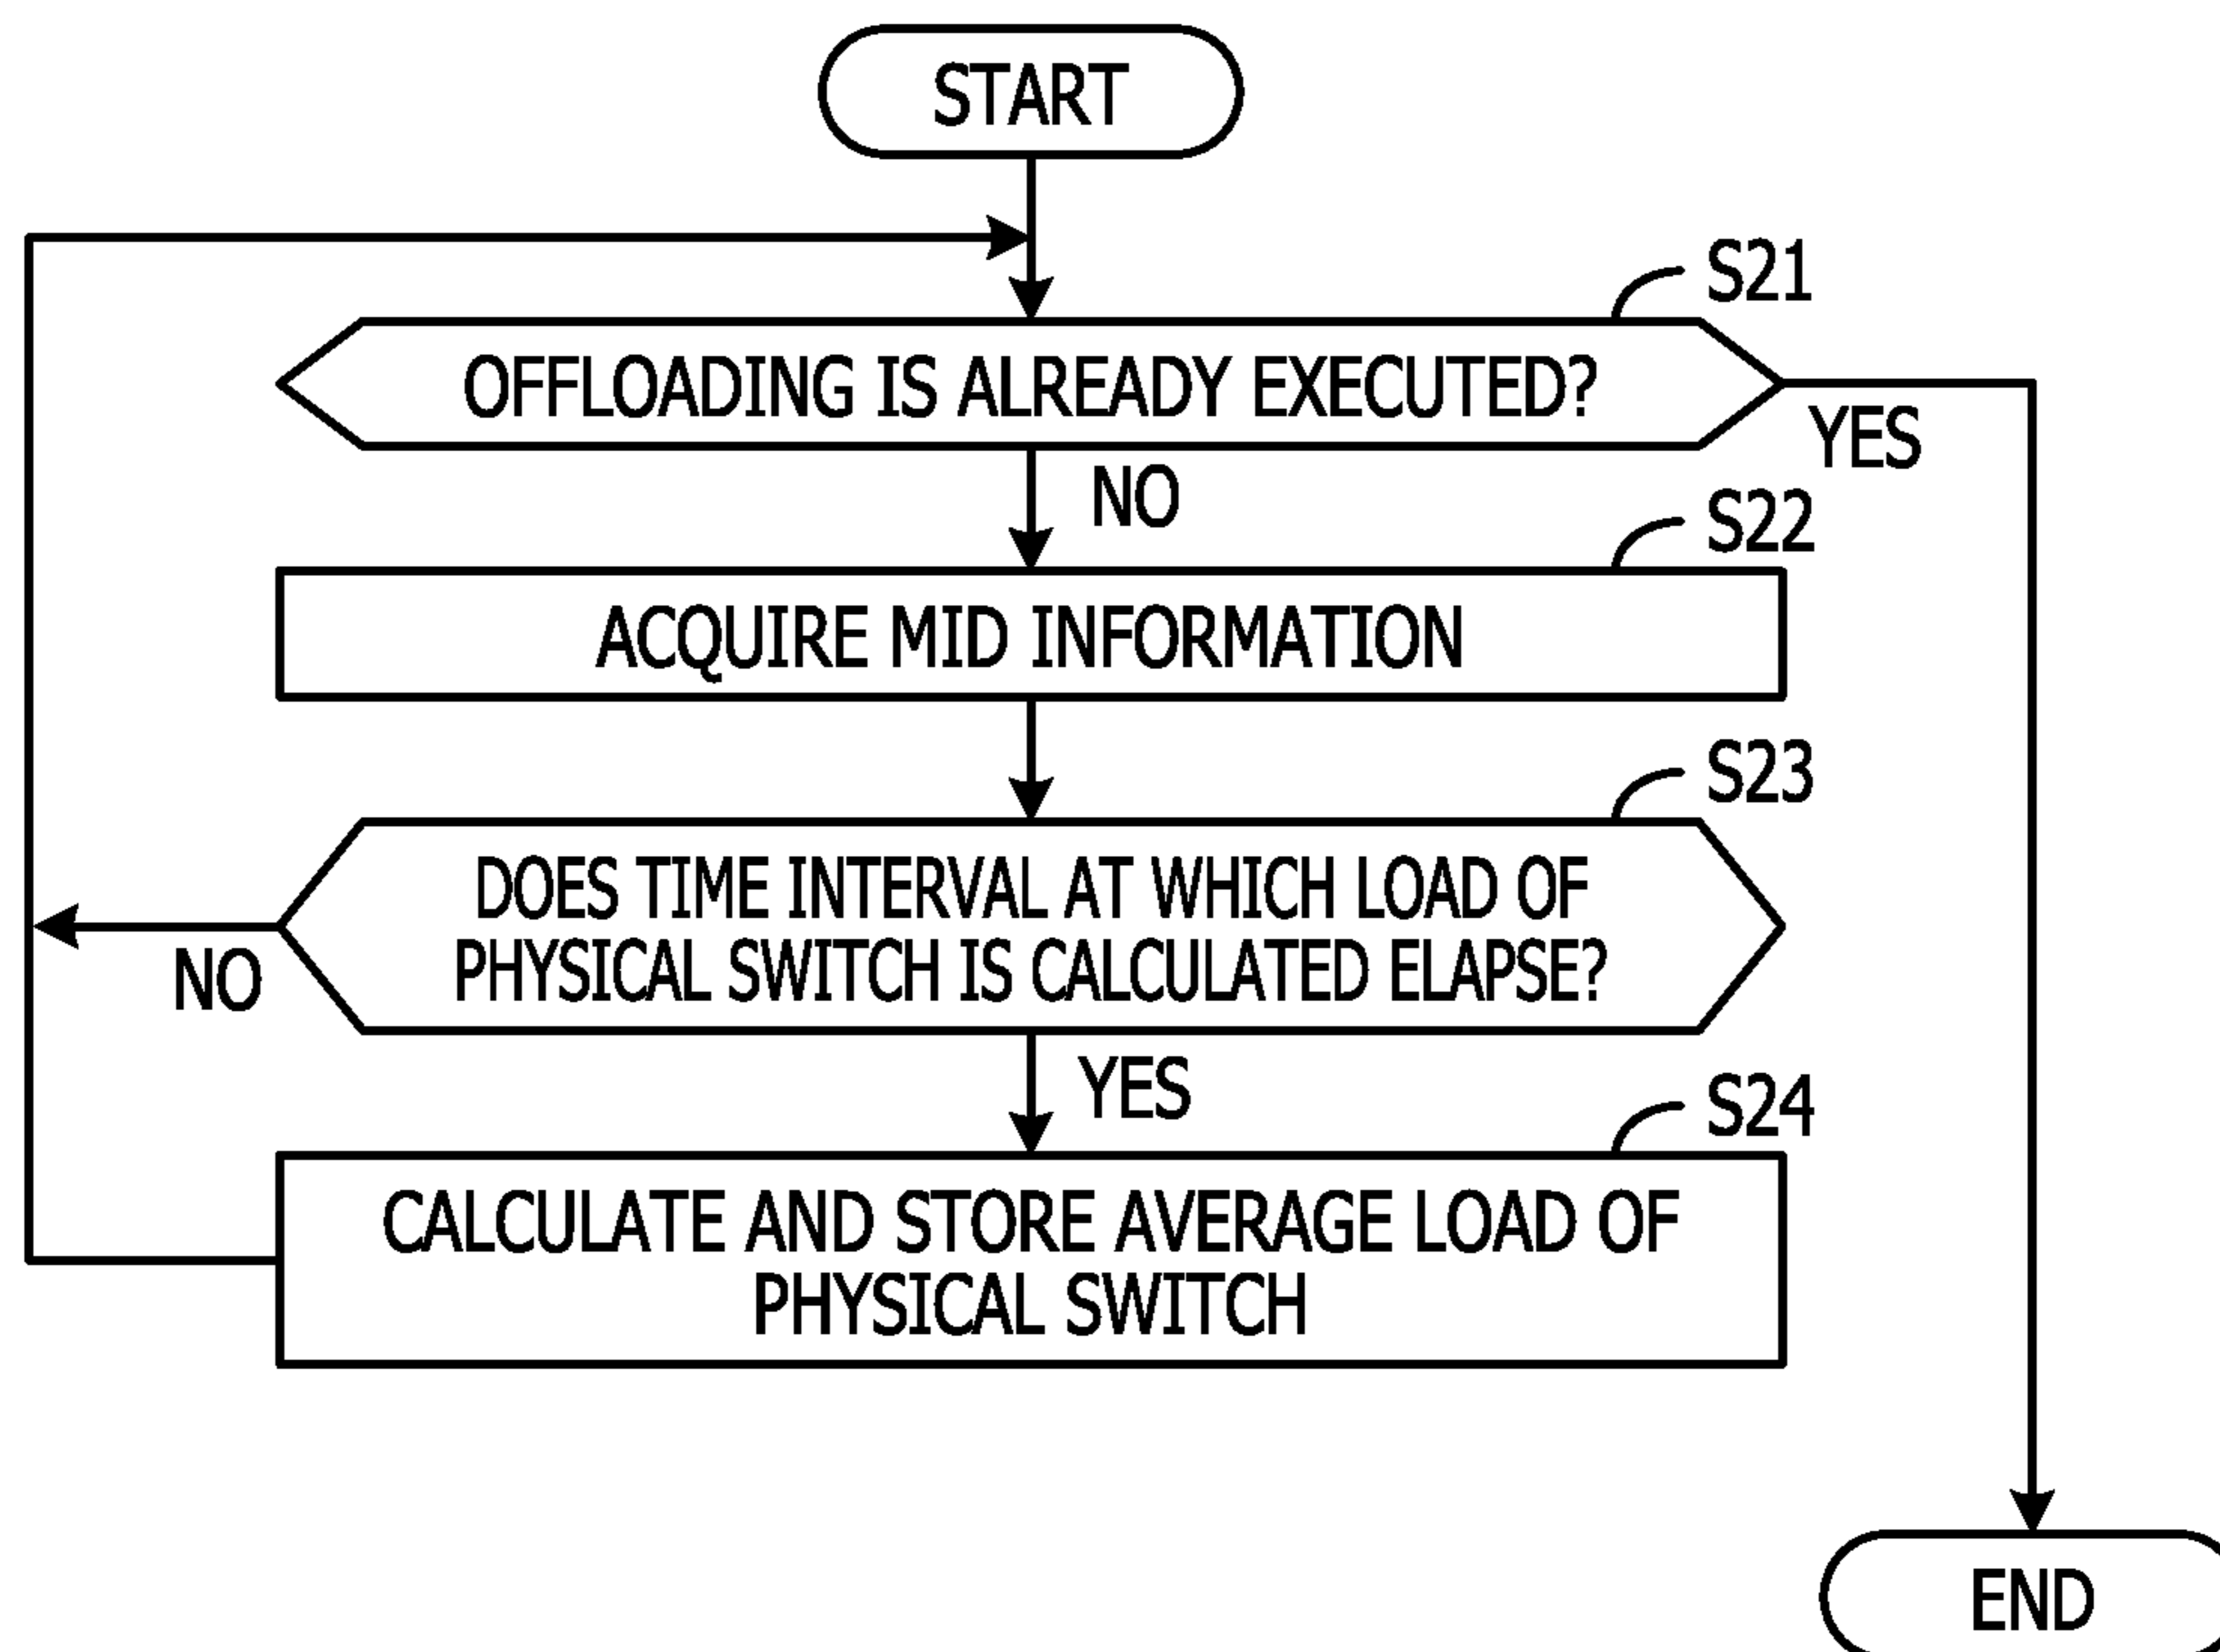 START
S21
OFFLOADING IS ALREADY EXECUTED?
YES
NO
S22
ACQUIRE MID INFORMATION
S23
DOES TIME INTERVAL AT WHICH LOAD OF
PHYSICAL SWITCH IS CALCULATED ELAPSE?
NO
YES
S24
CALCULATE AND STORE AVERAGE LOAD OF
PHYSICAL SWITCH
END